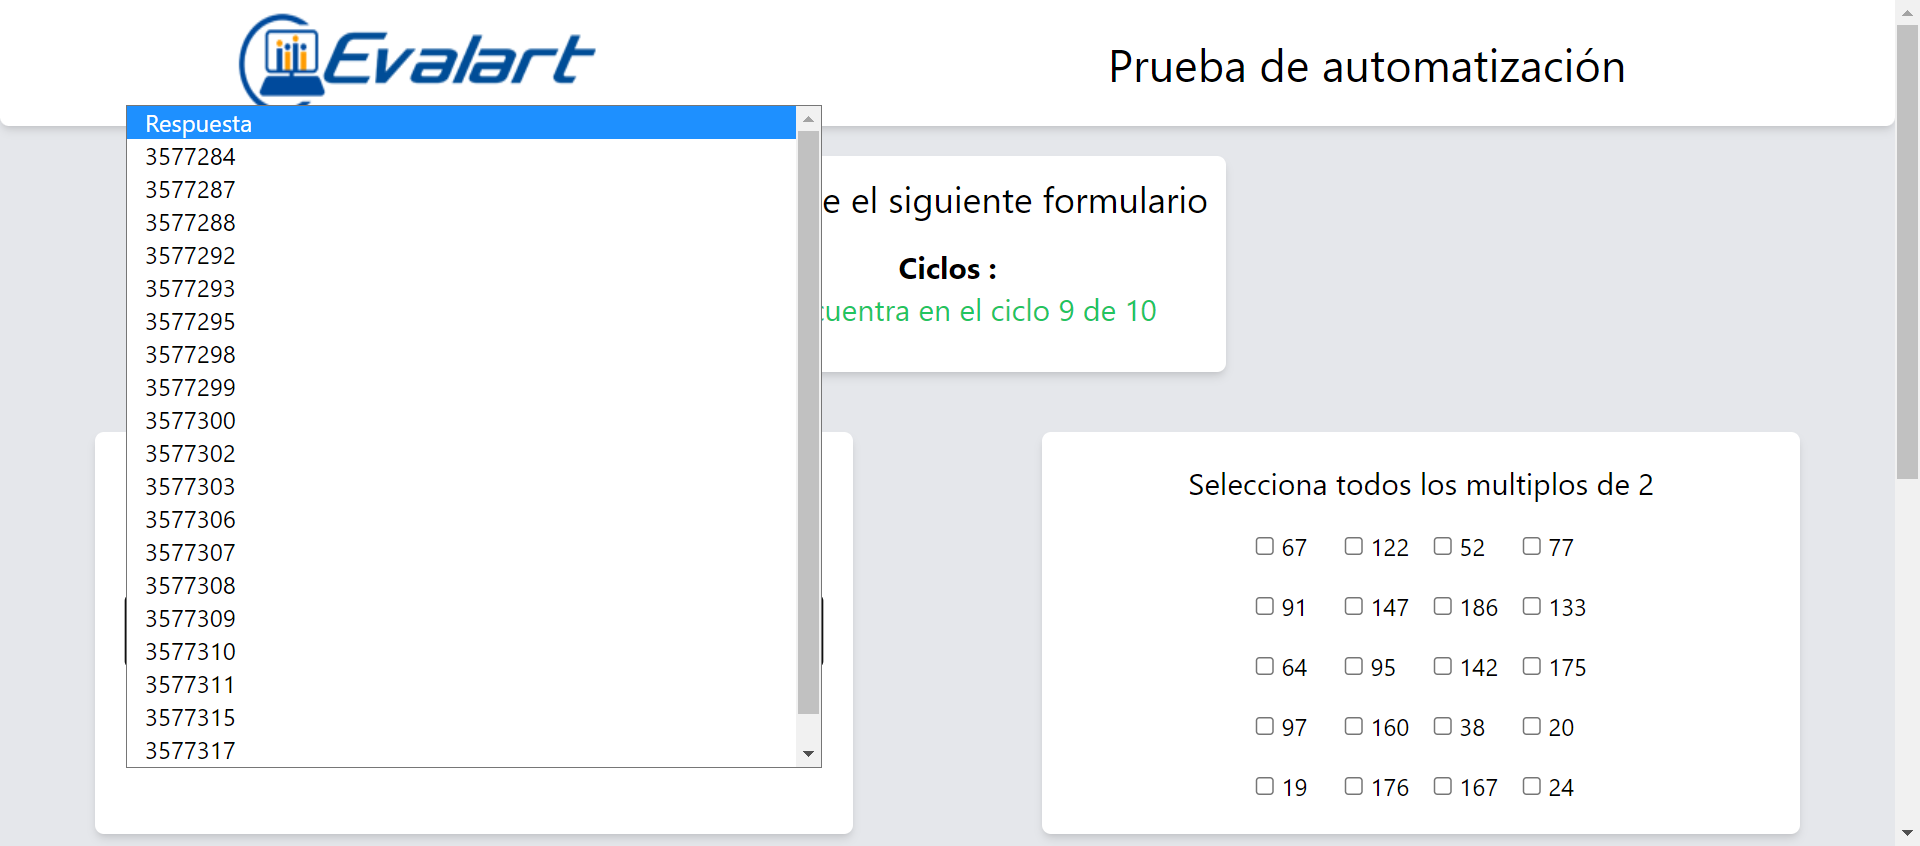 Evalart
Prueba de automatización
Respuesta
3577284
3577287
3577288
3577292
3577293
3577295
3577298
3577299
3577300
3577302
3577303
3577306
3577307
3577308
3577309
3577310
3577311
3577315
3577317
e el siguiente formulario
Ciclos :
cuentra en el ciclo 9 de 10
Selecciona todos los multiplos de 2
67 122 52 77
91 147 186 133
64 95 142 175
97 160 38 20
19 176 167 24